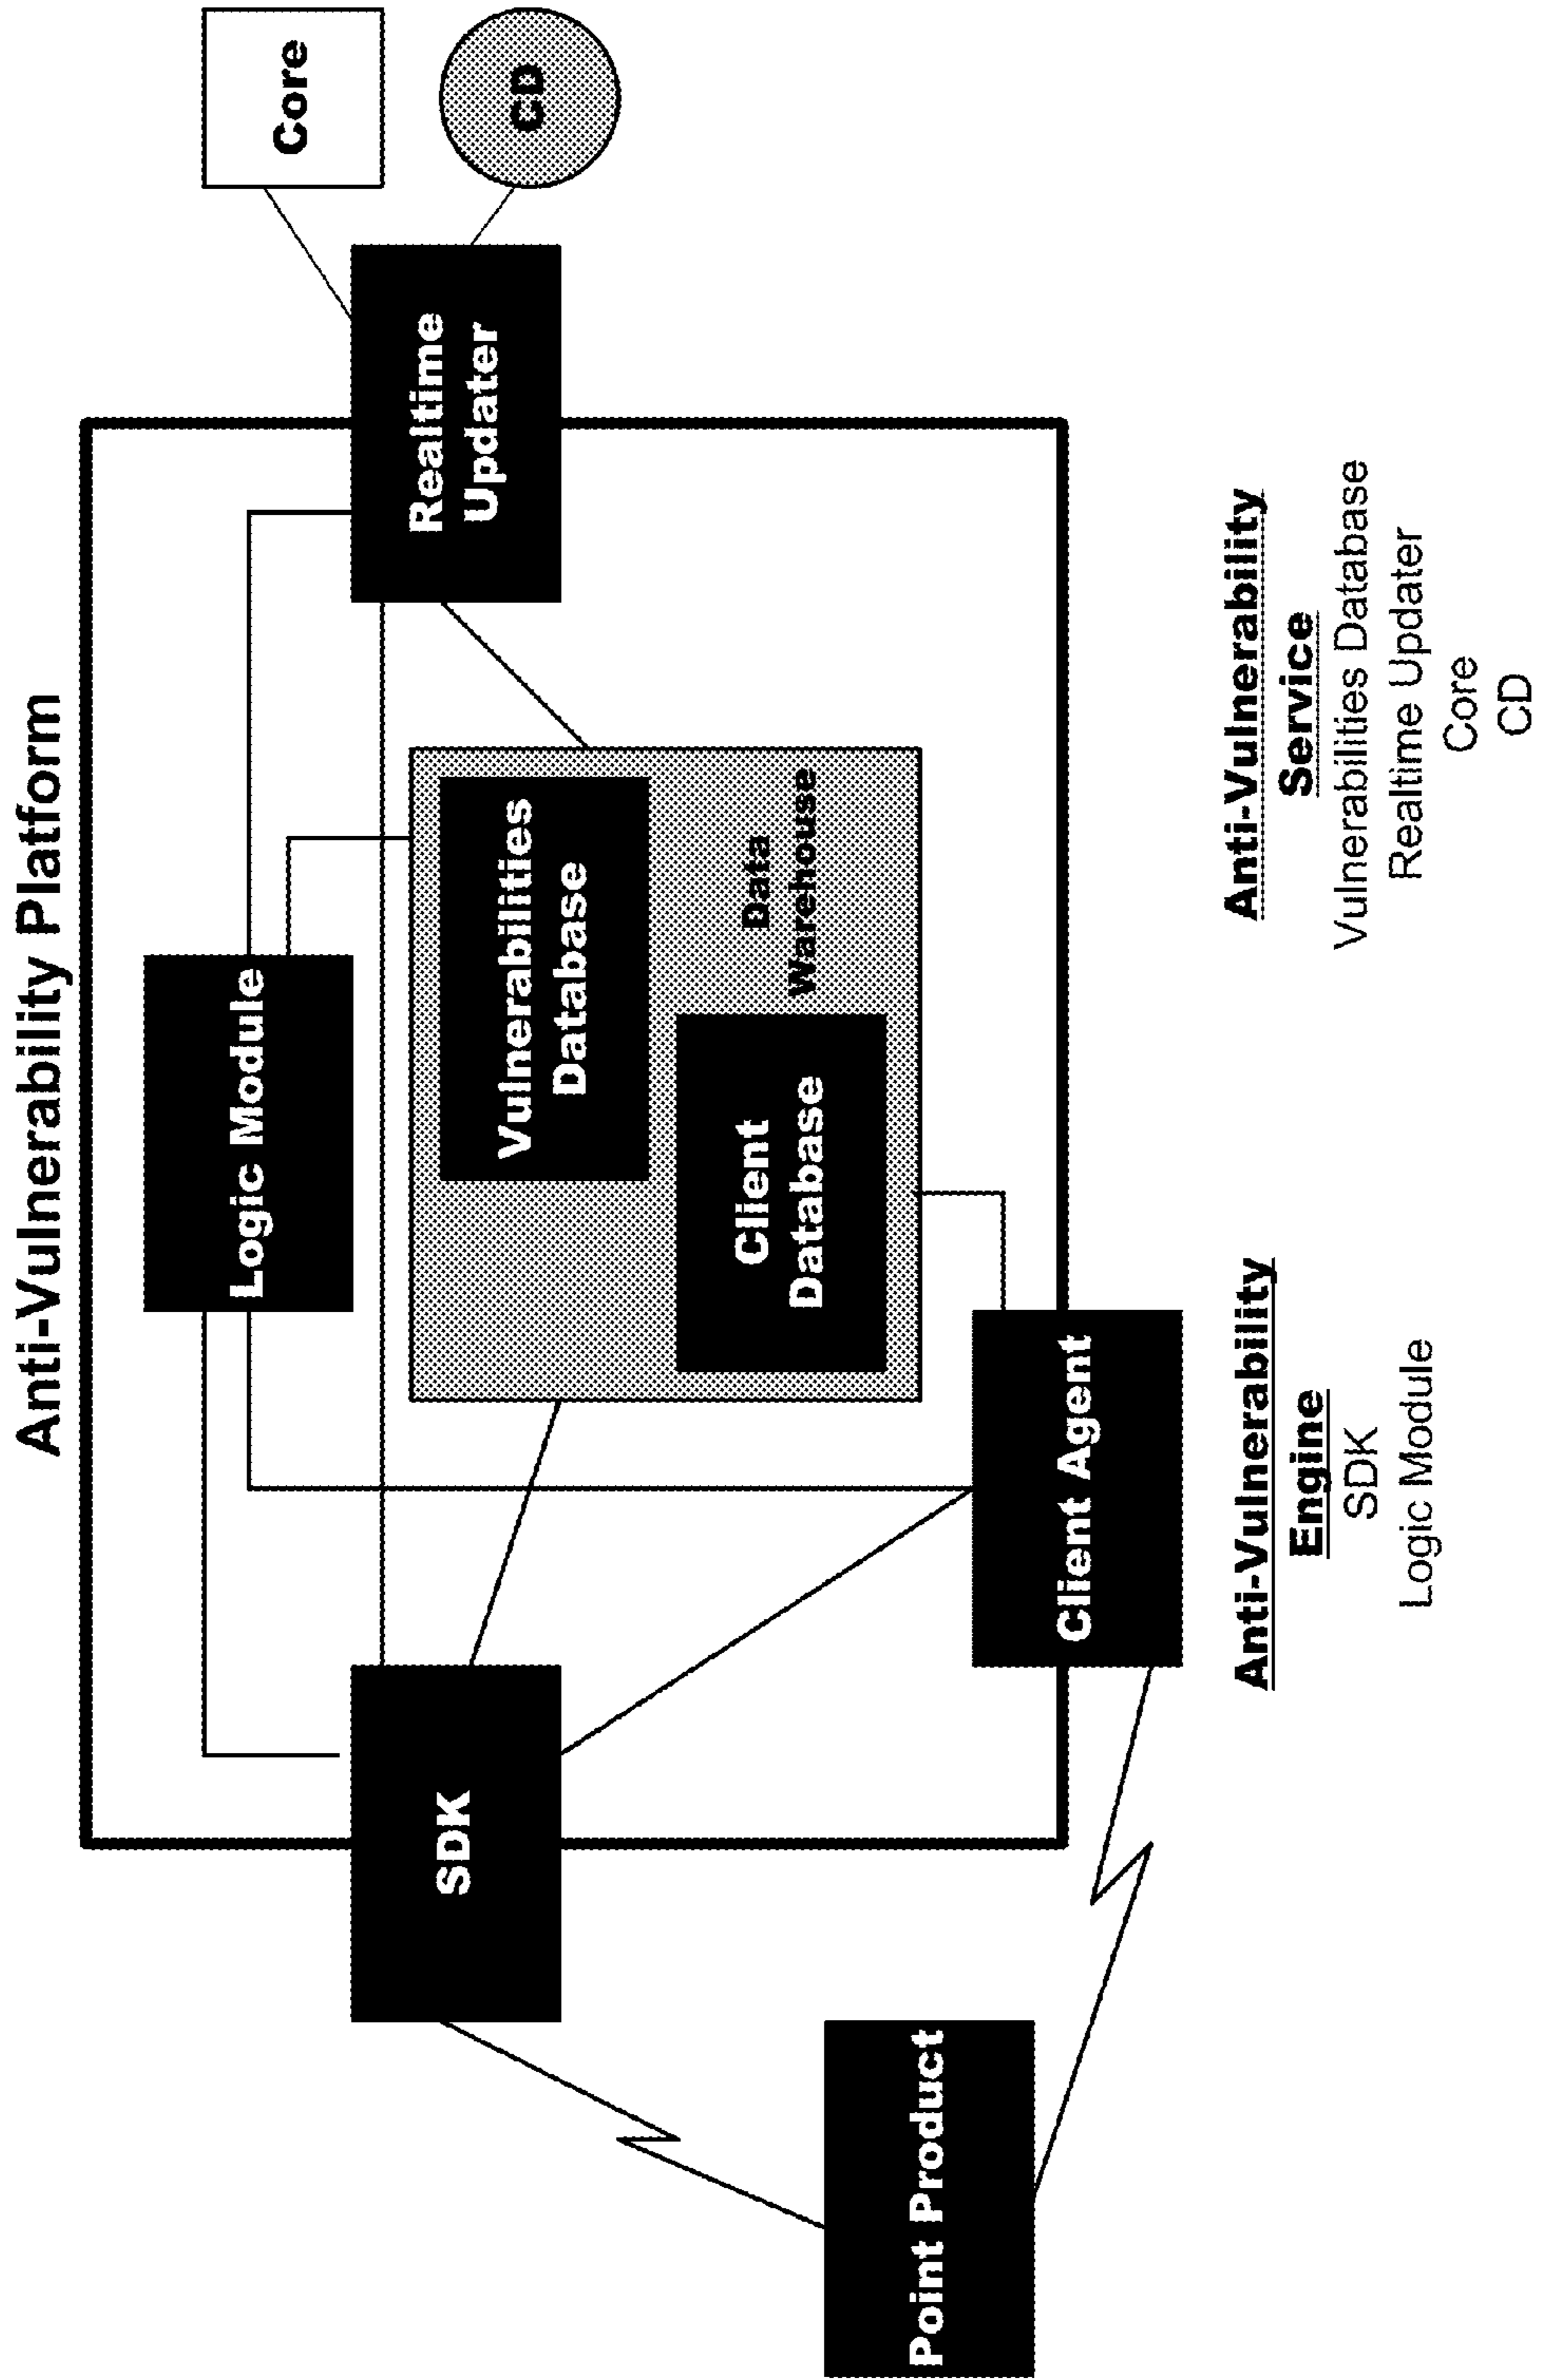 Anti-Vulnerability Platform
Logic Module
Core
CD
Realtime
Updater
SDK
Vulnerabilities
Database
Client
Database
Data
Warehouse
Point Product
Client Agent
Anti-Vulnerability
Engine
SDK
Logic Module
Anti-Vulnerability
Service
Vulnerabilities Database
Realtime Updater
Core
CD